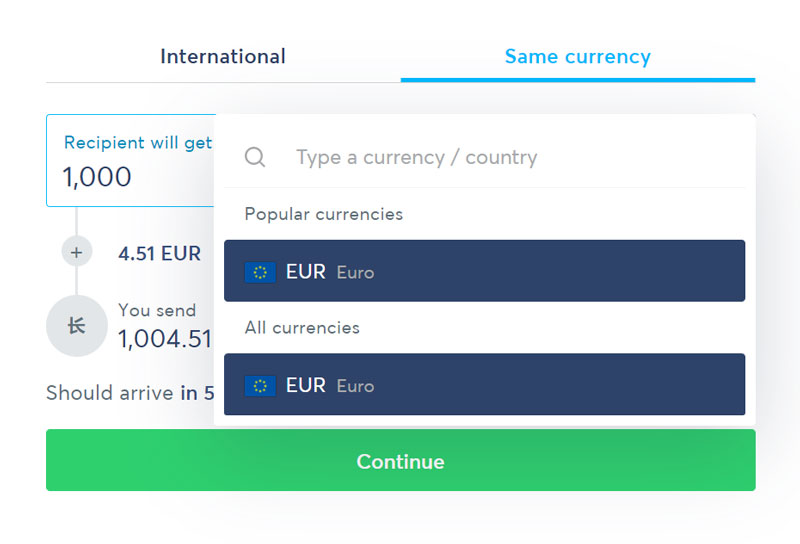 International
Same currency
Recipient will get
1,000
Type a currency / country
Popular currencies
+
4.51 EUR
EUR Euro
You send
1,004.51
All currencies
EUR Euro
Should arrive in 5
Continue